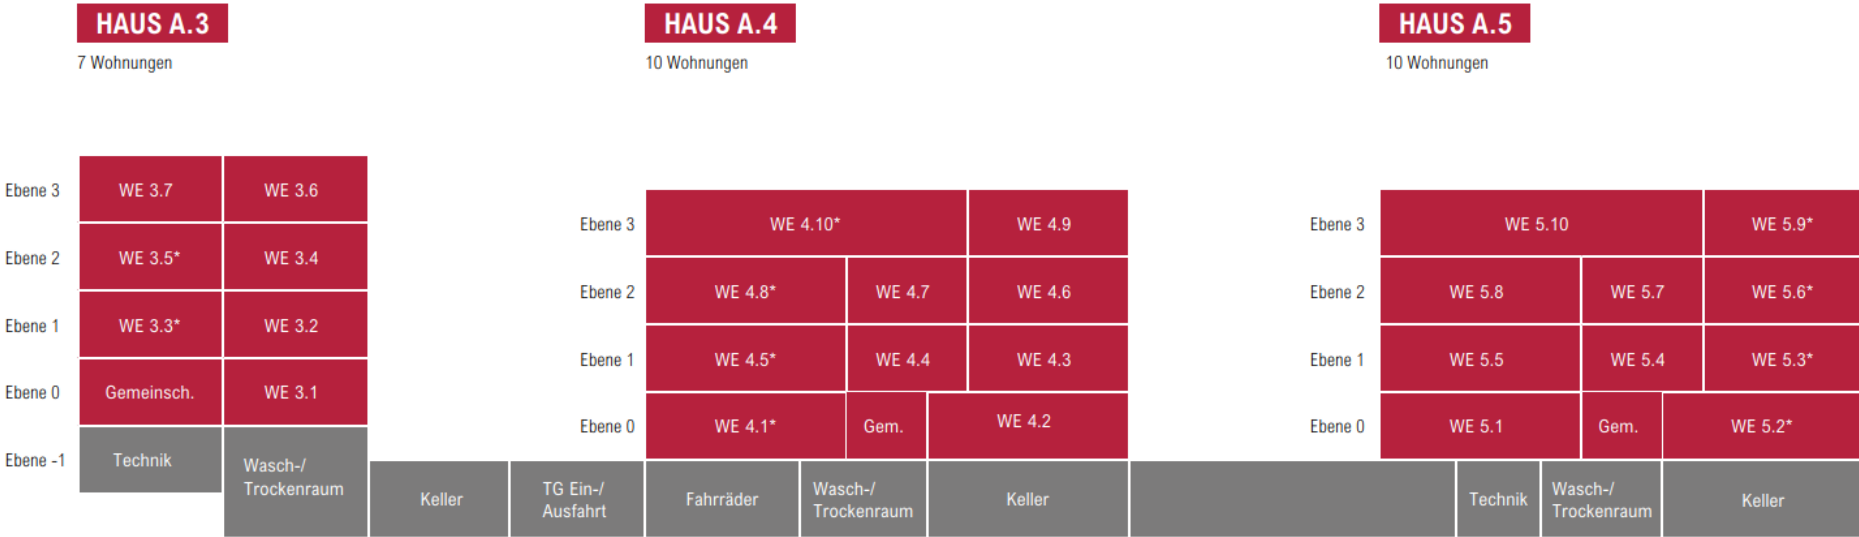 HAUS A.3
7 Wohnungen
HAUS A.4
10 Wohnungen
HAUS A.5
10 Wohnungen
Ebene 3
WE 3.7
WE 3.6
Ebene 2
WE 3.5*
WE 3.4
Ebene 1
WE 3.3*
WE 3.2
Ebene 0
Gemeinsch.
WE 3.1
Ebene -1
Technik
Wasch-/
Trockenraum
Keller
TG Ein-/
Ausfahrt
Ebene 3
WE 4.10*
WE 4.9
Ebene 2
WE 4.8*
WE 4.7
WE 4.6
Ebene 1
WE 4.5*
WE 4.4
WE 4.3
Ebene 0
WE 4.1*
Gem.
WE 4.2
Fahrräder
Wasch-/
Trockenraum
Keller
Ebene 3
WE 5.10
WE 5.9*
Ebene 2
WE 5.8
WE 5.7
WE 5.6*
Ebene 1
WE 5.5
WE 5.4
WE 5.3*
Ebene 0
WE 5.1
Gem.
WE 5.2*
Technik
Wasch-/
Trockenraum
Keller